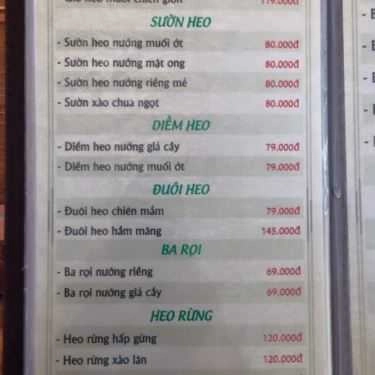 119.000đ
SƯỜN HEO
- Sườn heo nướng muối ớt 80.000đ
- Sườn heo nướng mật ong 80.000đ
- Sườn heo nướng riềng mẻ 80.000đ
- Sườn xào chua ngọt 80.000đ
DIỀM HEO
- Diềm heo nướng giả cầy 79.000đ
- Diềm heo nướng muối ớt 79.000đ
ĐUÔI HEO
- Đuôi heo chiên mắm 79.000đ
- Đuôi heo hầm măng 145.000đ
BA RỌI
- Ba rọi nướng riềng 69.000đ
- Ba rọi nướng giả cầy 69.000đ
HEO RỪNG
- Heo rừng hấp gừng 120.000đ
- Heo rừng xào lăn 120.000đ